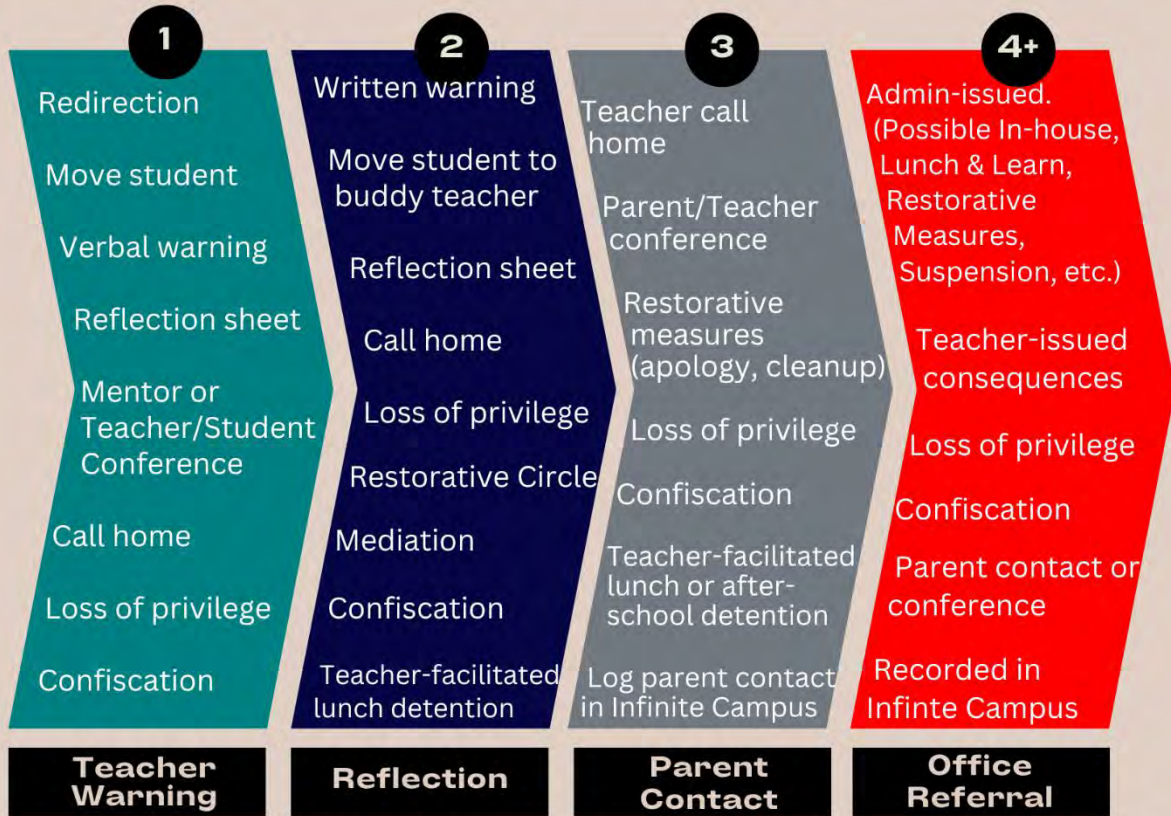 1
Redirection
Move student
Verbal warning
Reflection sheet
Mentor or
Teacher/Student
Conference
Call home
Loss of privilege
Confiscation
Teacher
Warning
2
Written warning
Move student to
buddy teacher
Reflection sheet
Call home
Loss of privilege
Restorative Circle
Mediation
Confiscation
Teacher-facilitated
lunch detention
Reflection
3
Teacher call
home
Parent/Teacher
conference
Restorative
measures
(apology, cleanup)
Loss of privilege
Confiscation
Teacher-facilitated
lunch or after-
school detention
Log parent contact
in Infinite Campus
Parent
Contact
4+
Admin-issued.
(Possible In-house,
Lunch & Learn,
Restorative
Measures,
Suspension, etc.)
Teacher-issued
consequences
Loss of privilege
Confiscation
Parent contact or
conference
Recorded in
Infinte Campus
Office
Referral